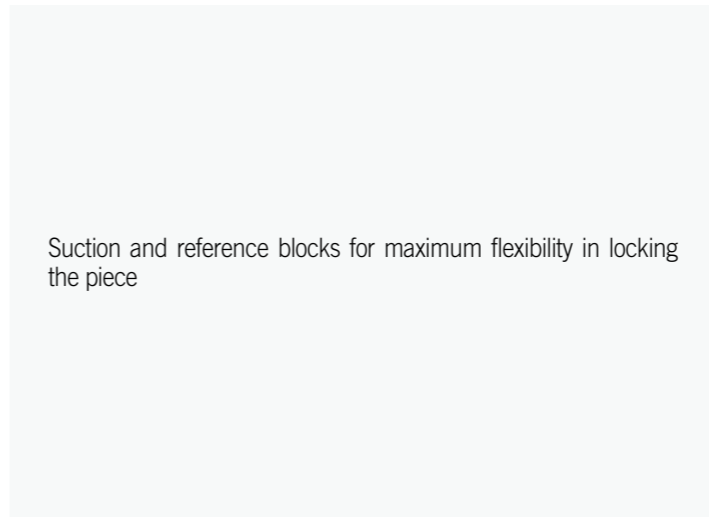 Suction and reference blocks for maximum flexibility in locking
the piece